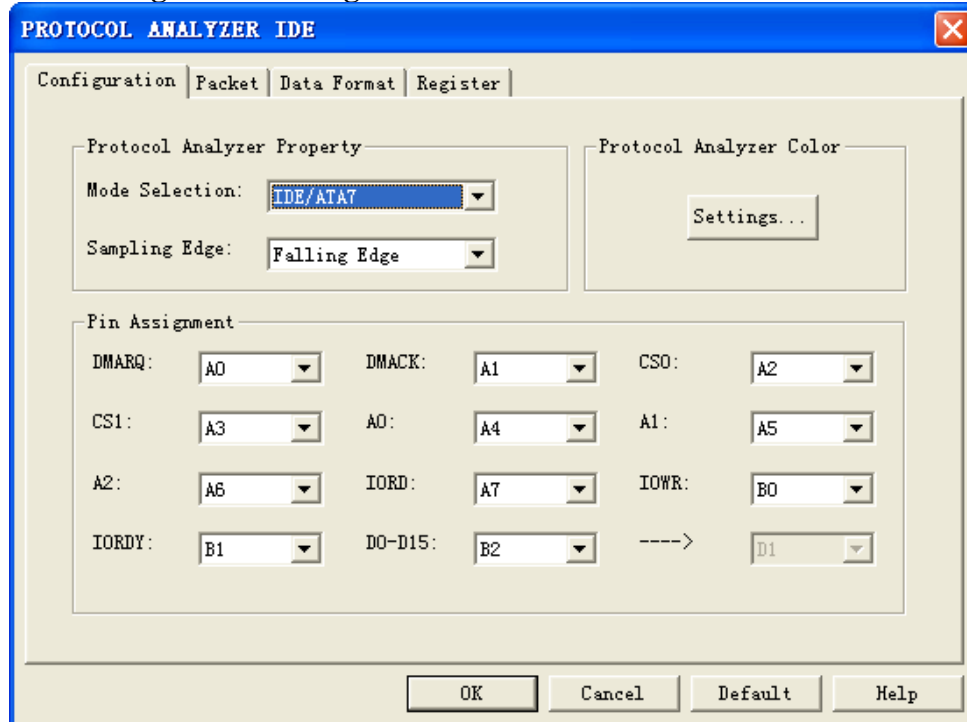 PROTOCOL ANALYZER IDE
Configuration Packet Data Format Register
Protocol Analyzer Property
Protocol Analyzer Color
Mode Selection: IDE/ATA7
Settings...
Sampling Edge: Falling Edge
Pin Assignment
DMARQ: A0 DMACK: A1 CS0: A2
CS1: A3 A0: A4 A1: A5
A2: A6 IORD: A7 IOWR: B0
IORDY: B1 D0-D15: B2 ----> D1
OK Cancel Default Help